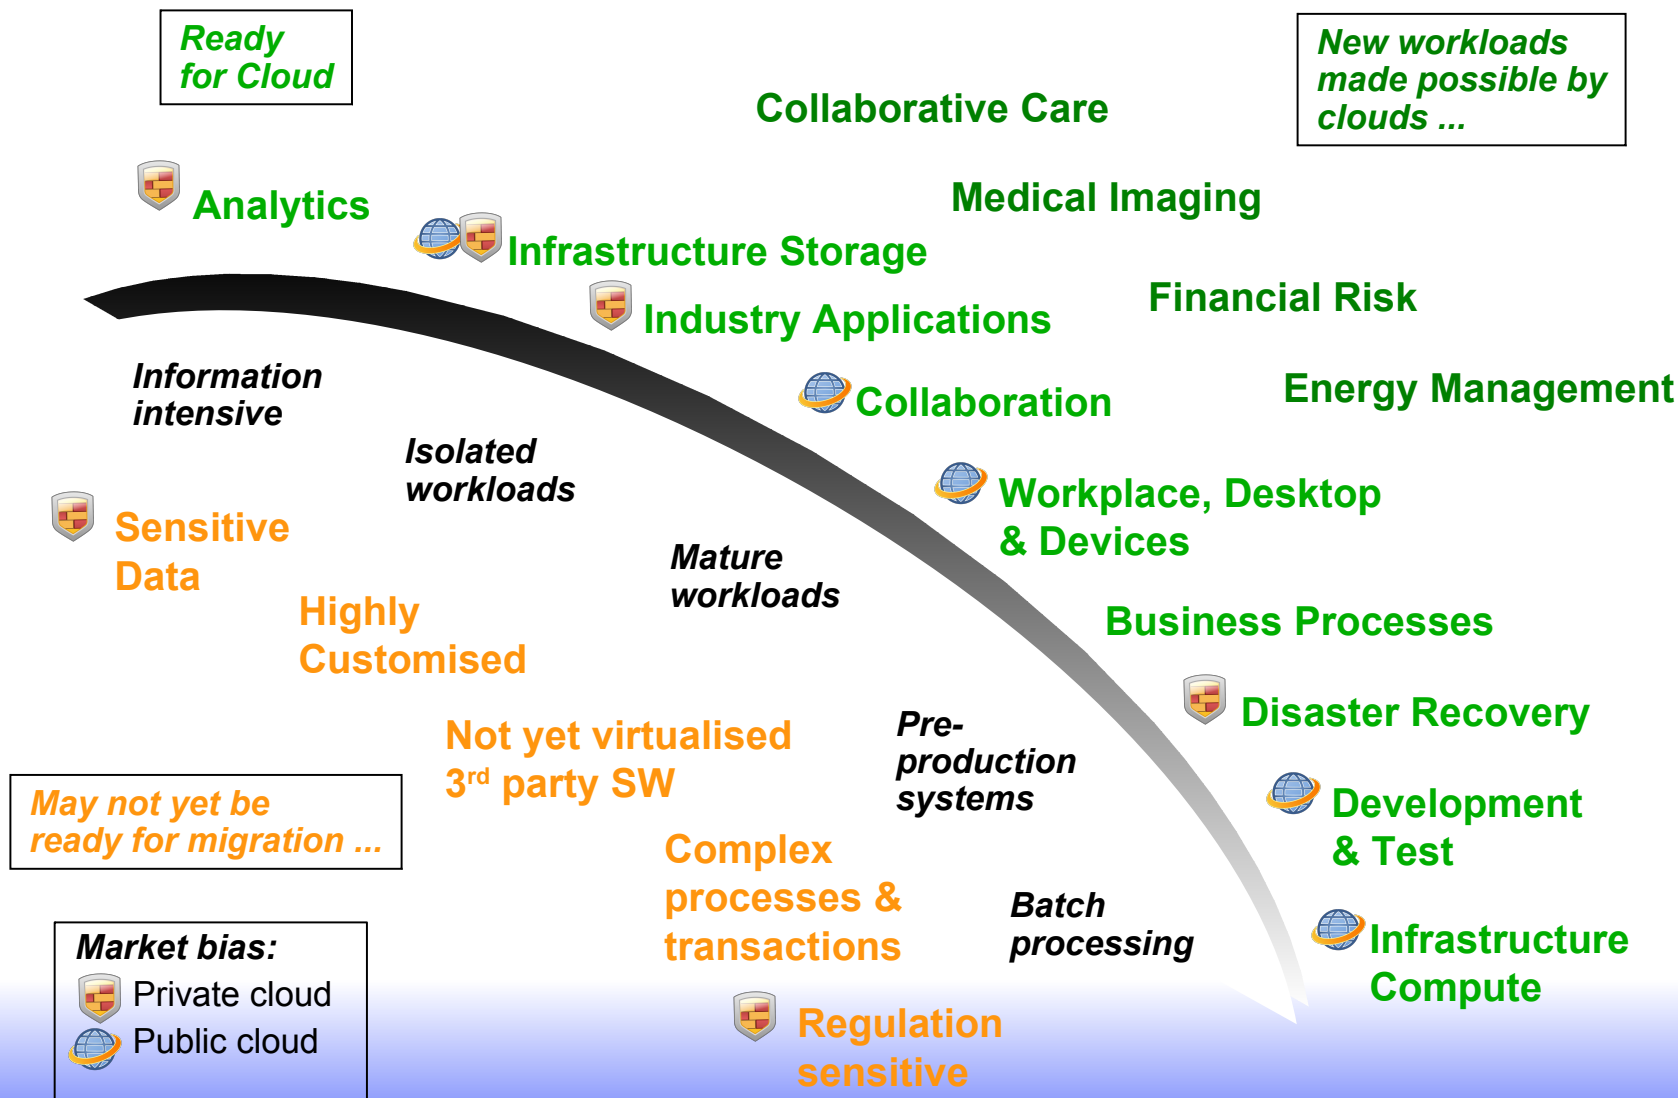 Ready
for Cloud
New workloads
made possible by
clouds ...
Collaborative Care
Analytics
Medical Imaging
Infrastructure Storage
Financial Risk
Industry Applications
Information
intensive
Energy Management
Collaboration
Isolated
workloads
Workplace, Desktop
& Devices
Sensitive
Data
Mature
workloads
Highly
Customised
Business Processes
Disaster Recovery
Not yet virtualised
3rd party SW
Pre-
production
systems
May not yet be
ready for migration ...
Development
& Test
Complex
processes &
transactions
Batch
processing
Infrastructure
Compute
Market bias:
Private cloud
Public cloud
Regulation
sensitive